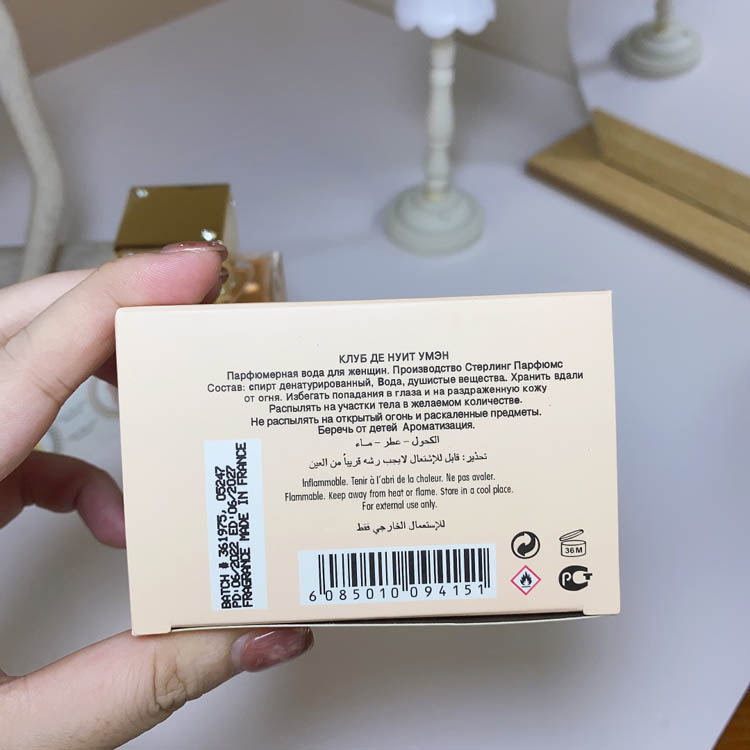 КЛУБ ДЕ НУИТ УМЭН
Парфюмерная вода для женщин. Производство Стерлинг Парфюмс
Состав: спирт денатурированный, Вода, душистые вещества. Хранить вдали
от огня. Избегать попадания в глаза и на раздраженную кожу
Распылять на участки тела в желаемом количестве.
Не распылять на открытый огонь и раскаленные предметы.
Беречь от детей Ароматизация.
الكحول - عطر - مـاء
تحذير: قابل للإشتعال لايجب رشه قريباً من العين
Inflammoble. Tenir à l'abri de la chaleur. Ne pas avaler.
Flammable. Keep away from heat or flame. Store in a cool place.
For external use anly.
للإستعمال الخارجي فقط
BATCH # 361975, 05247
PD:06/2022 ED:06/2027
FRAGRANCE MADE IN FRANCE
6 085010 094151
36M
РСТ